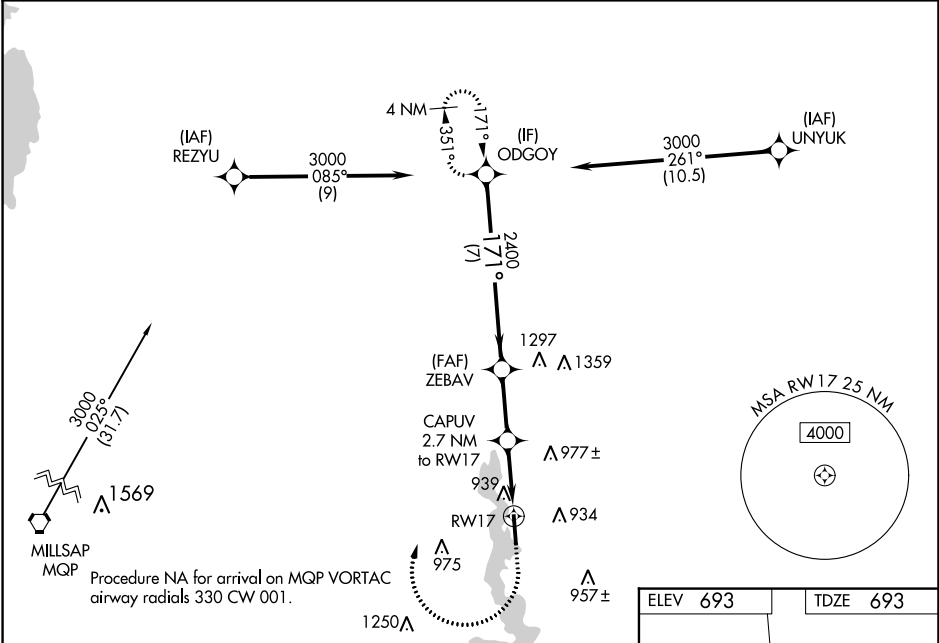 4 NM
351°
171°
(IF)
ODGOY
(IAF)
REZYU
3000
085°
(9)
(IAF)
UNYUK
3000
261°
(10.5)
2400
171°
(7)
1297
1359
(FAF)
ZEBAV
CAPUV
2.7 NM
to RW17
977±
939
RW17
934
975
957±
1250
3000
025°
(31.7)
1569
MILLSAP
MQP
Procedure NA for arrival on MQP VORTAC
airway radials 330 CW 001.
MSA RW17 25 NM
4000
ELEV 693
TDZE 693